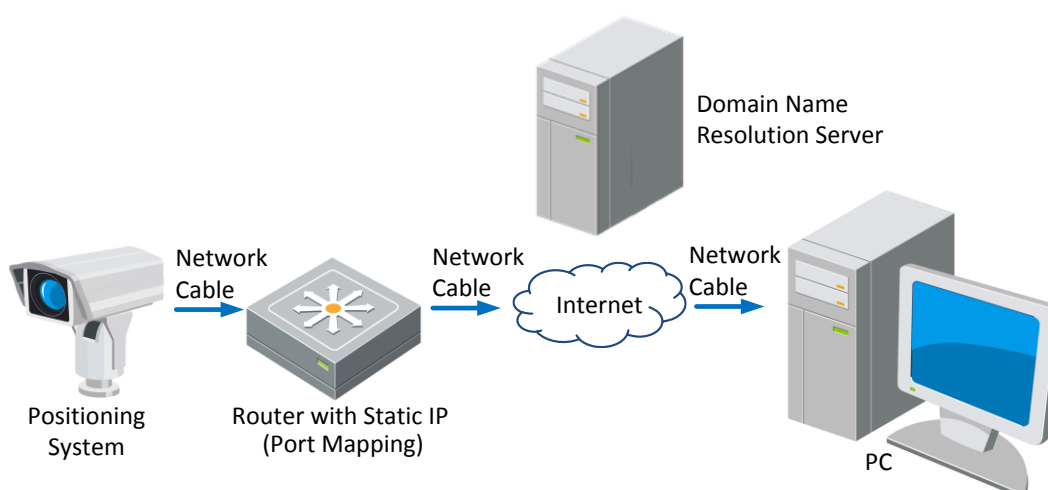 Domain Name
Resolution Server
Network
Cable
Network
Cable
Network
Cable
Internet
Positioning
System
Router with Static IP
(Port Mapping)
PC